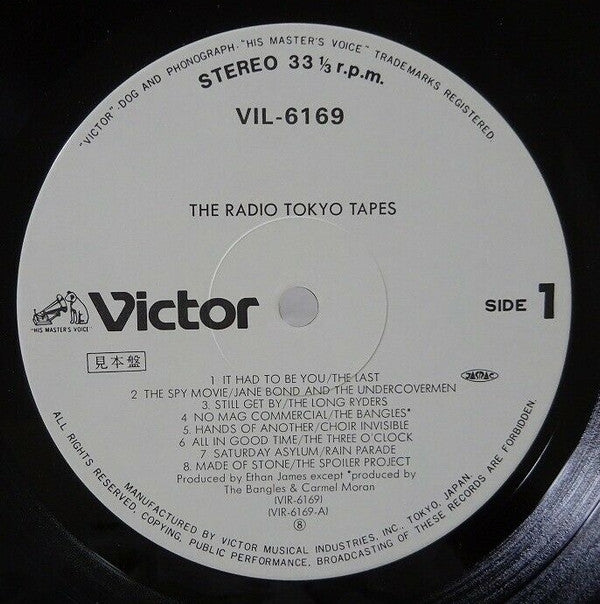 "VICTOR"-DOG AND PHONOGRAPH-"HIS MASTER'S VOICE" TRADEMARKS REGISTERED.
STEREO 33 1/3 r.p.m.
VIL-6169
THE RADIO TOKYO TAPES
"HIS MASTER'S VOICE"
Victor
SIDE 1
見本盤
JASRAC
1 IT HAD TO BE YOU/THE LAST
2 THE SPY MOVIE/JANE BOND AND THE UNDERCOVERMEN
3. STILL GET BY/THE LONG RYDERS
4 NO MAG COMMERCIAL/THE BANGLES*
5. HANDS OF ANOTHER/CHOIR INVISIBLE
6 ALL IN GOOD TIME/THE THREE O'CLOCK
7 SATURDAY ASYLUM/RAIN PARADE
8. MADE OF STONE/THE SPOILER PROJECT
Produced by Ethan James except *produced by
The Bangles & Carmel Moran
(VIR-6169)
(VIR-6169-A)
⑧
MANUFACTURED BY VICTOR MUSICAL INDUSTRIES, INC., TOKYO, JAPAN.
ALL RIGHTS RESERVED. COPYING, PUBLIC PERFORMANCE, BROADCASTING OF THESE RECORDS ARE FORBIDDEN.